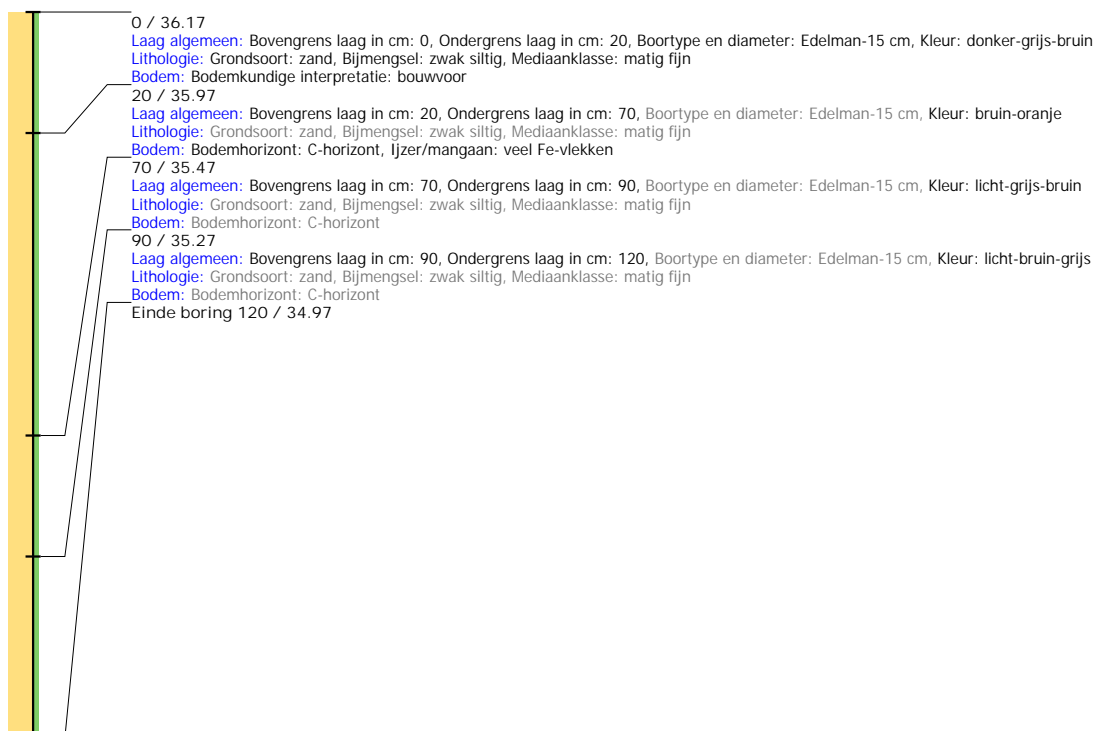 0 / 36.17
Laag algemeen: Bovengrens laag in cm: 0, Ondergrens laag in cm: 20, Boortype en diameter: Edelman-15 cm, Kleur: donker-grijs-bruin
Lithologie: Grondsoort: zand, Bijmengsel: zwak siltig, Mediaanklasse: matig fijn
Bodem: Bodemkundige interpretatie: bouwvoor
20 / 35.97
Laag algemeen: Bovengrens laag in cm: 20, Ondergrens laag in cm: 70, Boortype en diameter: Edelman-15 cm, Kleur: bruin-oranje
Lithologie: Grondsoort: zand, Bijmengsel: zwak siltig, Mediaanklasse: matig fijn
Bodem: Bodemhorizont: C-horizont, Ijzer/mangaan: veel Fe-vlekken
70 / 35.47
Laag algemeen: Bovengrens laag in cm: 70, Ondergrens laag in cm: 90, Boortype en diameter: Edelman-15 cm, Kleur: licht-grijs-bruin
Lithologie: Grondsoort: zand, Bijmengsel: zwak siltig, Mediaanklasse: matig fijn
Bodem: Bodemhorizont: C-horizont
90 / 35.27
Laag algemeen: Bovengrens laag in cm: 90, Ondergrens laag in cm: 120, Boortype en diameter: Edelman-15 cm, Kleur: licht-bruin-grijs
Lithologie: Grondsoort: zand, Bijmengsel: zwak siltig, Mediaanklasse: matig fijn
Bodem: Bodemhorizont: C-horizont
Einde boring 120 / 34.97